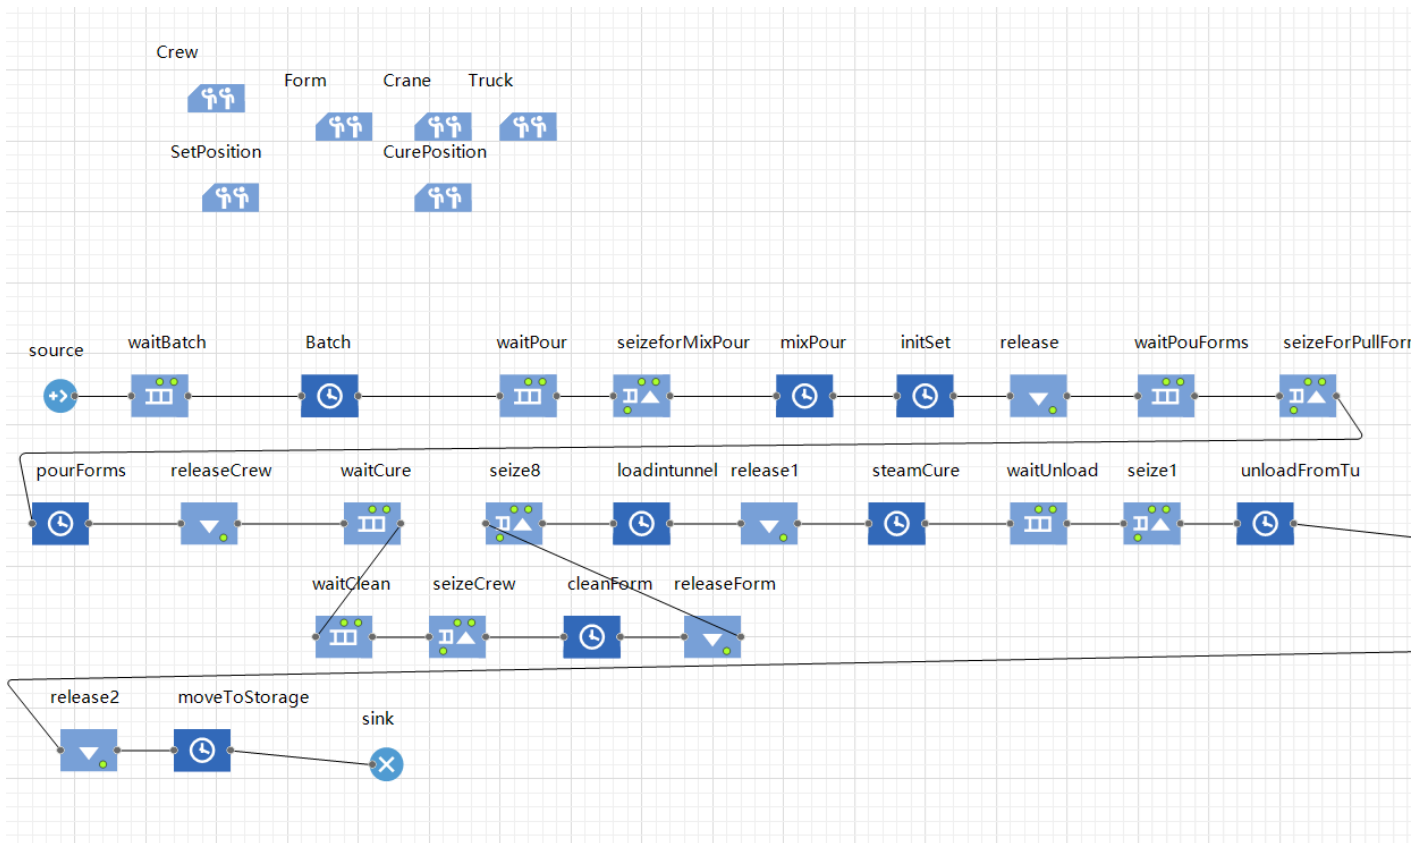 Crew
Form Crane Truck
SetPosition CurePosition
source waitBatch Batch waitPour seizeforMixPour mixPour initSet release waitPouForms seizeForPullForr
pourForms releaseCrew waitCure seize8 loadintunnel release1 steamCure waitUnload seize1 unloadFromTu
waitClean seizeCrew cleanForm releaseForm
release2 moveToStorage
sink